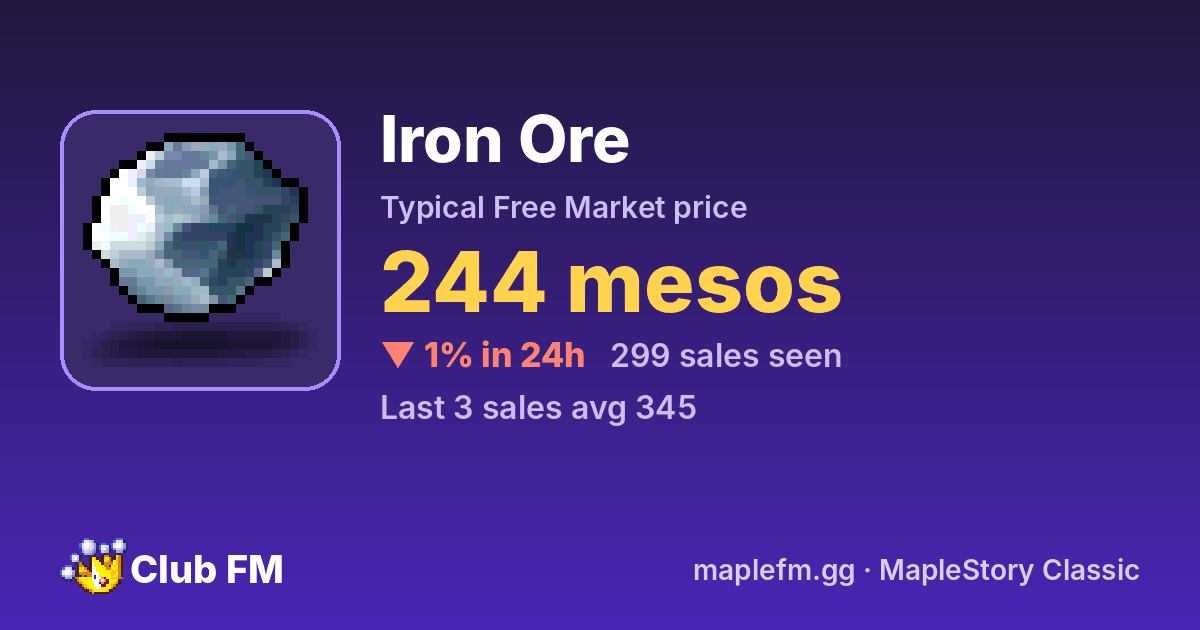 Iron Ore
Typical Free Market price
244 mesos
▼ 1% in 24h 299 sales seen
Last 3 sales avg 345
Club FM
maplefm.gg · MapleStory Classic